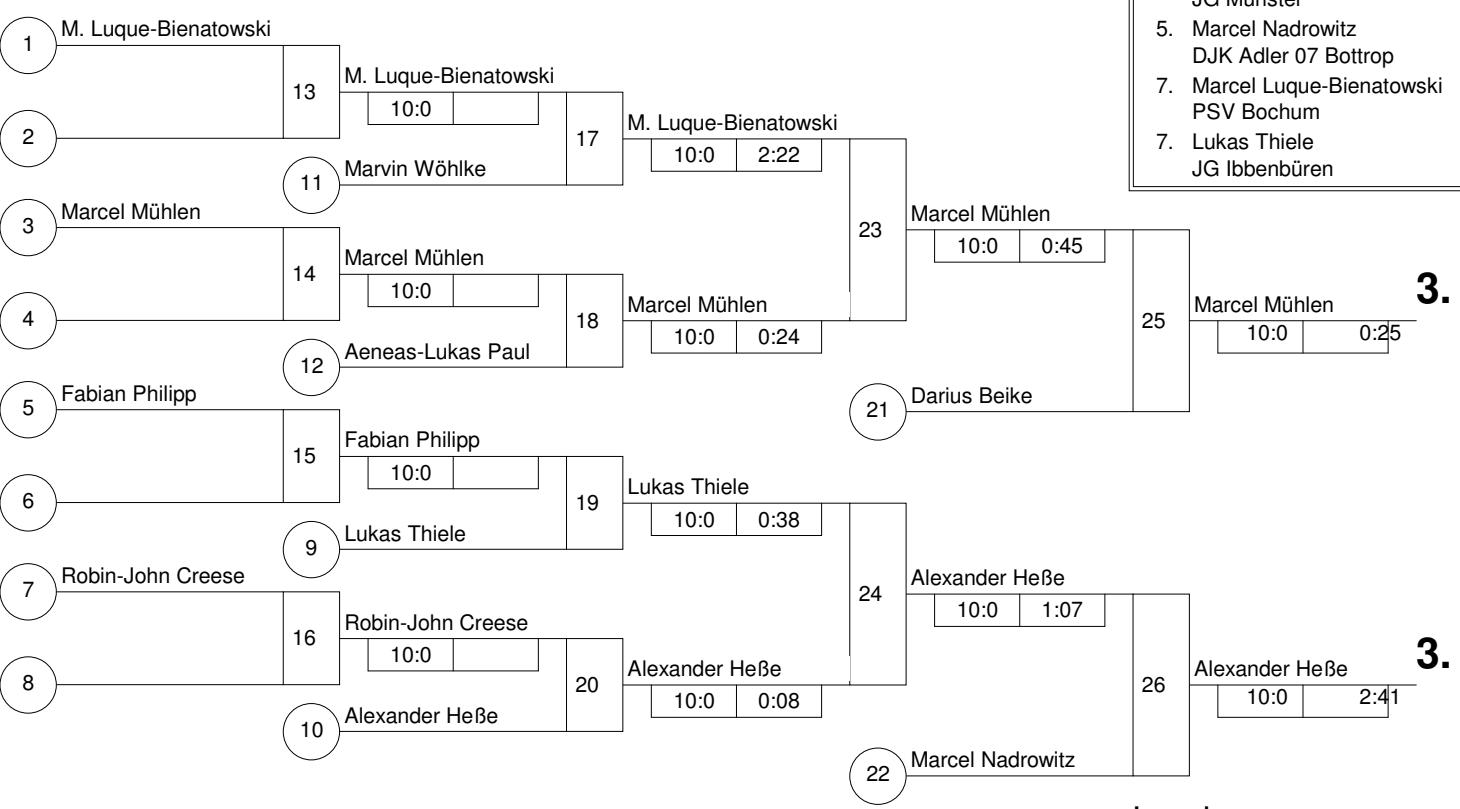 JG Münster
5. Marcel Nadrowitz
DJK Adler 07 Bottrop
7. Marcel Luque-Bienatowski
PSV Bochum
7. Lukas Thiele
JG Ibbenbüren
1 M. Luque-Bienatowski
13 M. Luque-Bienatowski
10:0
2
17 M. Luque-Bienatowski
10:0 2:22
11 Marvin Wöhlke
3 Marcel Mühlen
23 Marcel Mühlen
10:0 0:45
14 Marcel Mühlen
10:0
4
18 Marcel Mühlen
10:0 0:24
12 Aeneas-Lukas Paul
25 Marcel Mühlen 3.
10:0 0:25
5 Fabian Philipp
21 Darius Beike
15 Fabian Philipp
10:0
6
19 Lukas Thiele
10:0 0:38
9 Lukas Thiele
7 Robin-John Creese
24 Alexander Heße
10:0 1:07
16 Robin-John Creese
10:0
8
20 Alexander Heße
10:0 0:08
10 Alexander Heße
26 Alexander Heße 3.
10:0 2:41
22 Marcel Nadrowitz